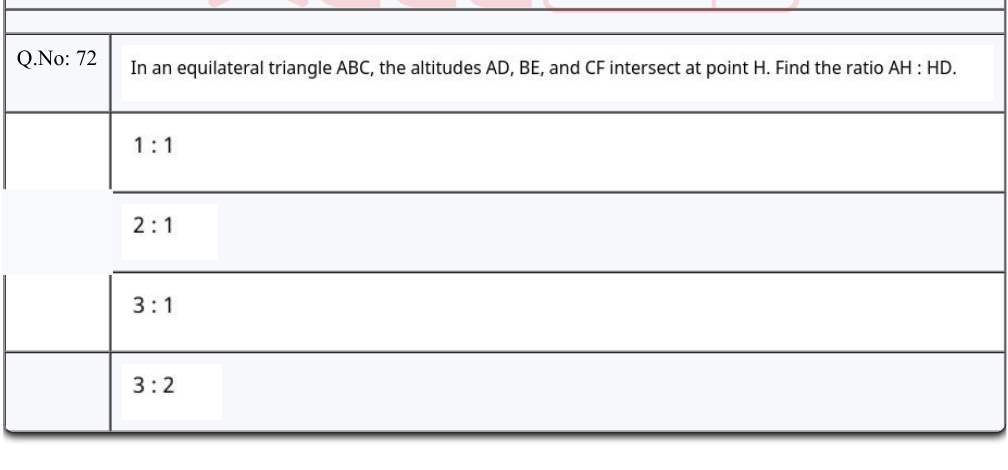 Q.No: 72
In an equilateral triangle ABC, the altitudes AD, BE, and CF intersect at point H. Find the ratio AH : HD.
1 : 1
2 : 1
3 : 1
3 : 2